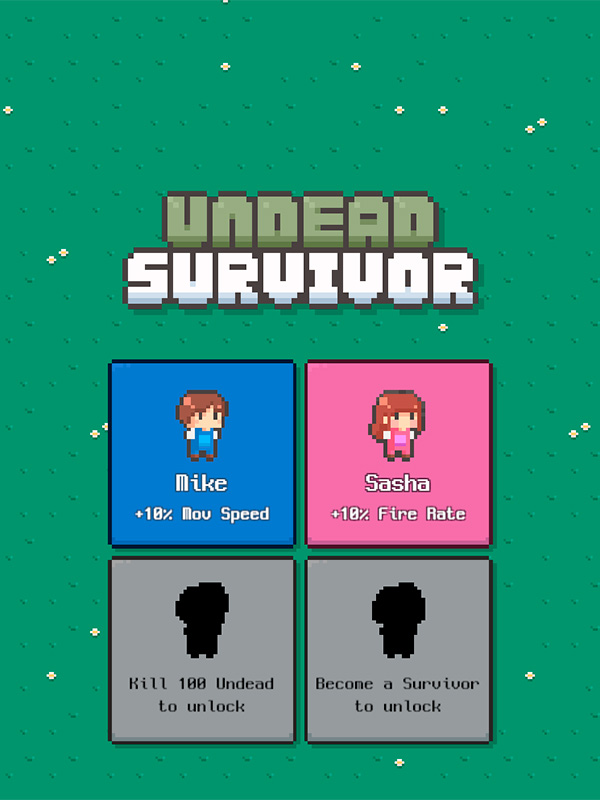 UNDEAD
SURVIVOR
Mike
+10% Mov Speed
Sasha
+10% Fire Rate
Kill 100 Undead
to unlock
Become a Survivor
to unlock